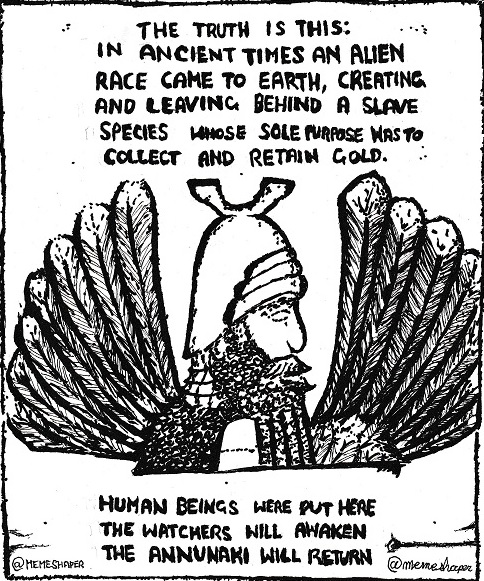 THE TRUTH IS THIS:
IN ANCIENT TIMES AN ALIEN
RACE CAME TO EARTH, CREATING
AND LEAVING BEHIND A SLAVE
SPECIES WHOSE SOLE PURPOSE WAS TO
COLLECT AND RETAIN GOLD.
HUMAN BEINGS WERE PUT HERE
THE WATCHERS WILL AWAKEN
THE ANNUNAKI WILL RETURN
@MEMESHAPER
@memeshaper